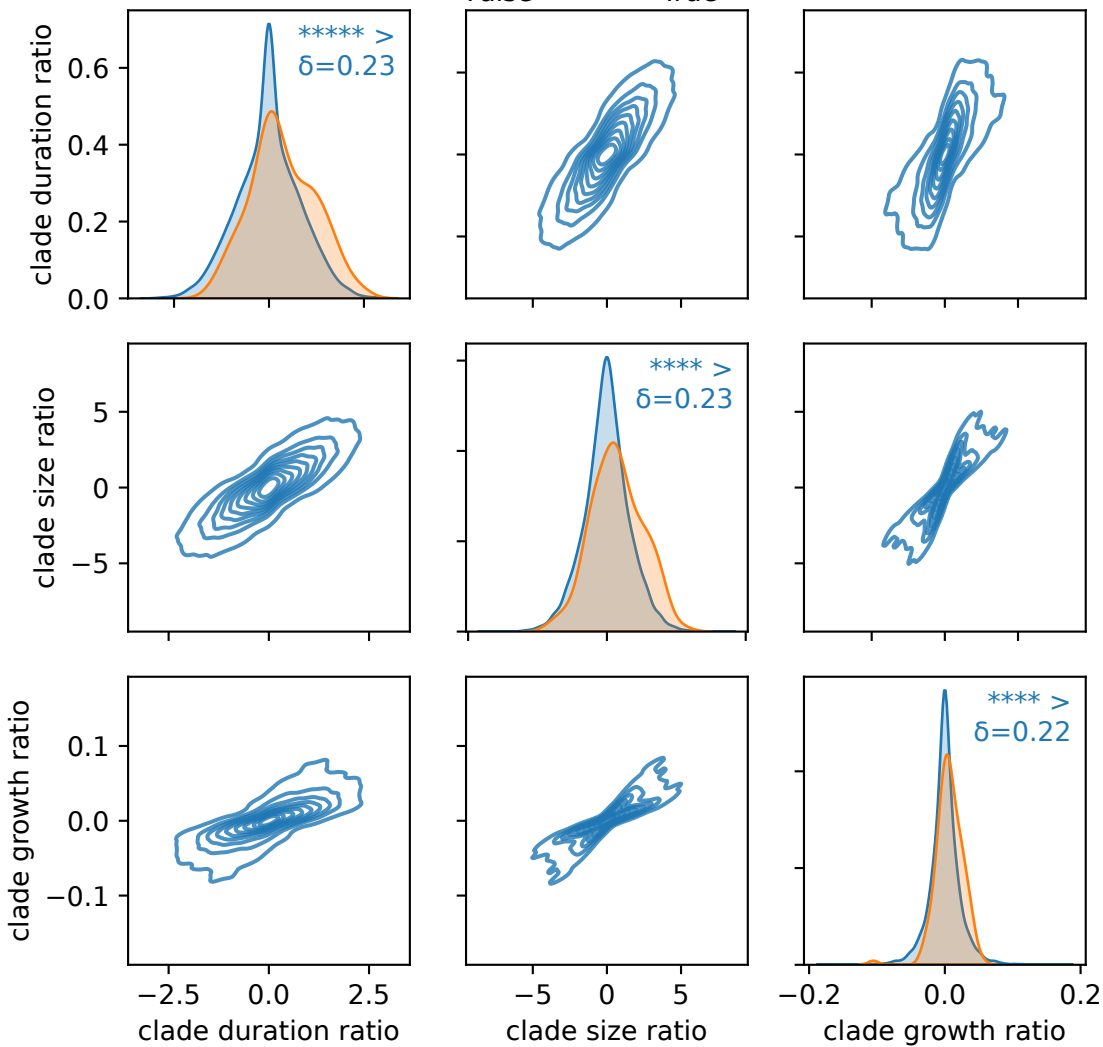 clade duration ratio
0.6
0.4
0.2
0.0
***** >
δ=0.23
clade size ratio
5
0
−5
**** >
δ=0.23
clade growth ratio
0.1
0.0
−0.1
**** >
δ=0.22
−2.5 0.0 2.5
−5 0 5
−0.2 0.0 0.2
clade duration ratio
clade size ratio
clade growth ratio